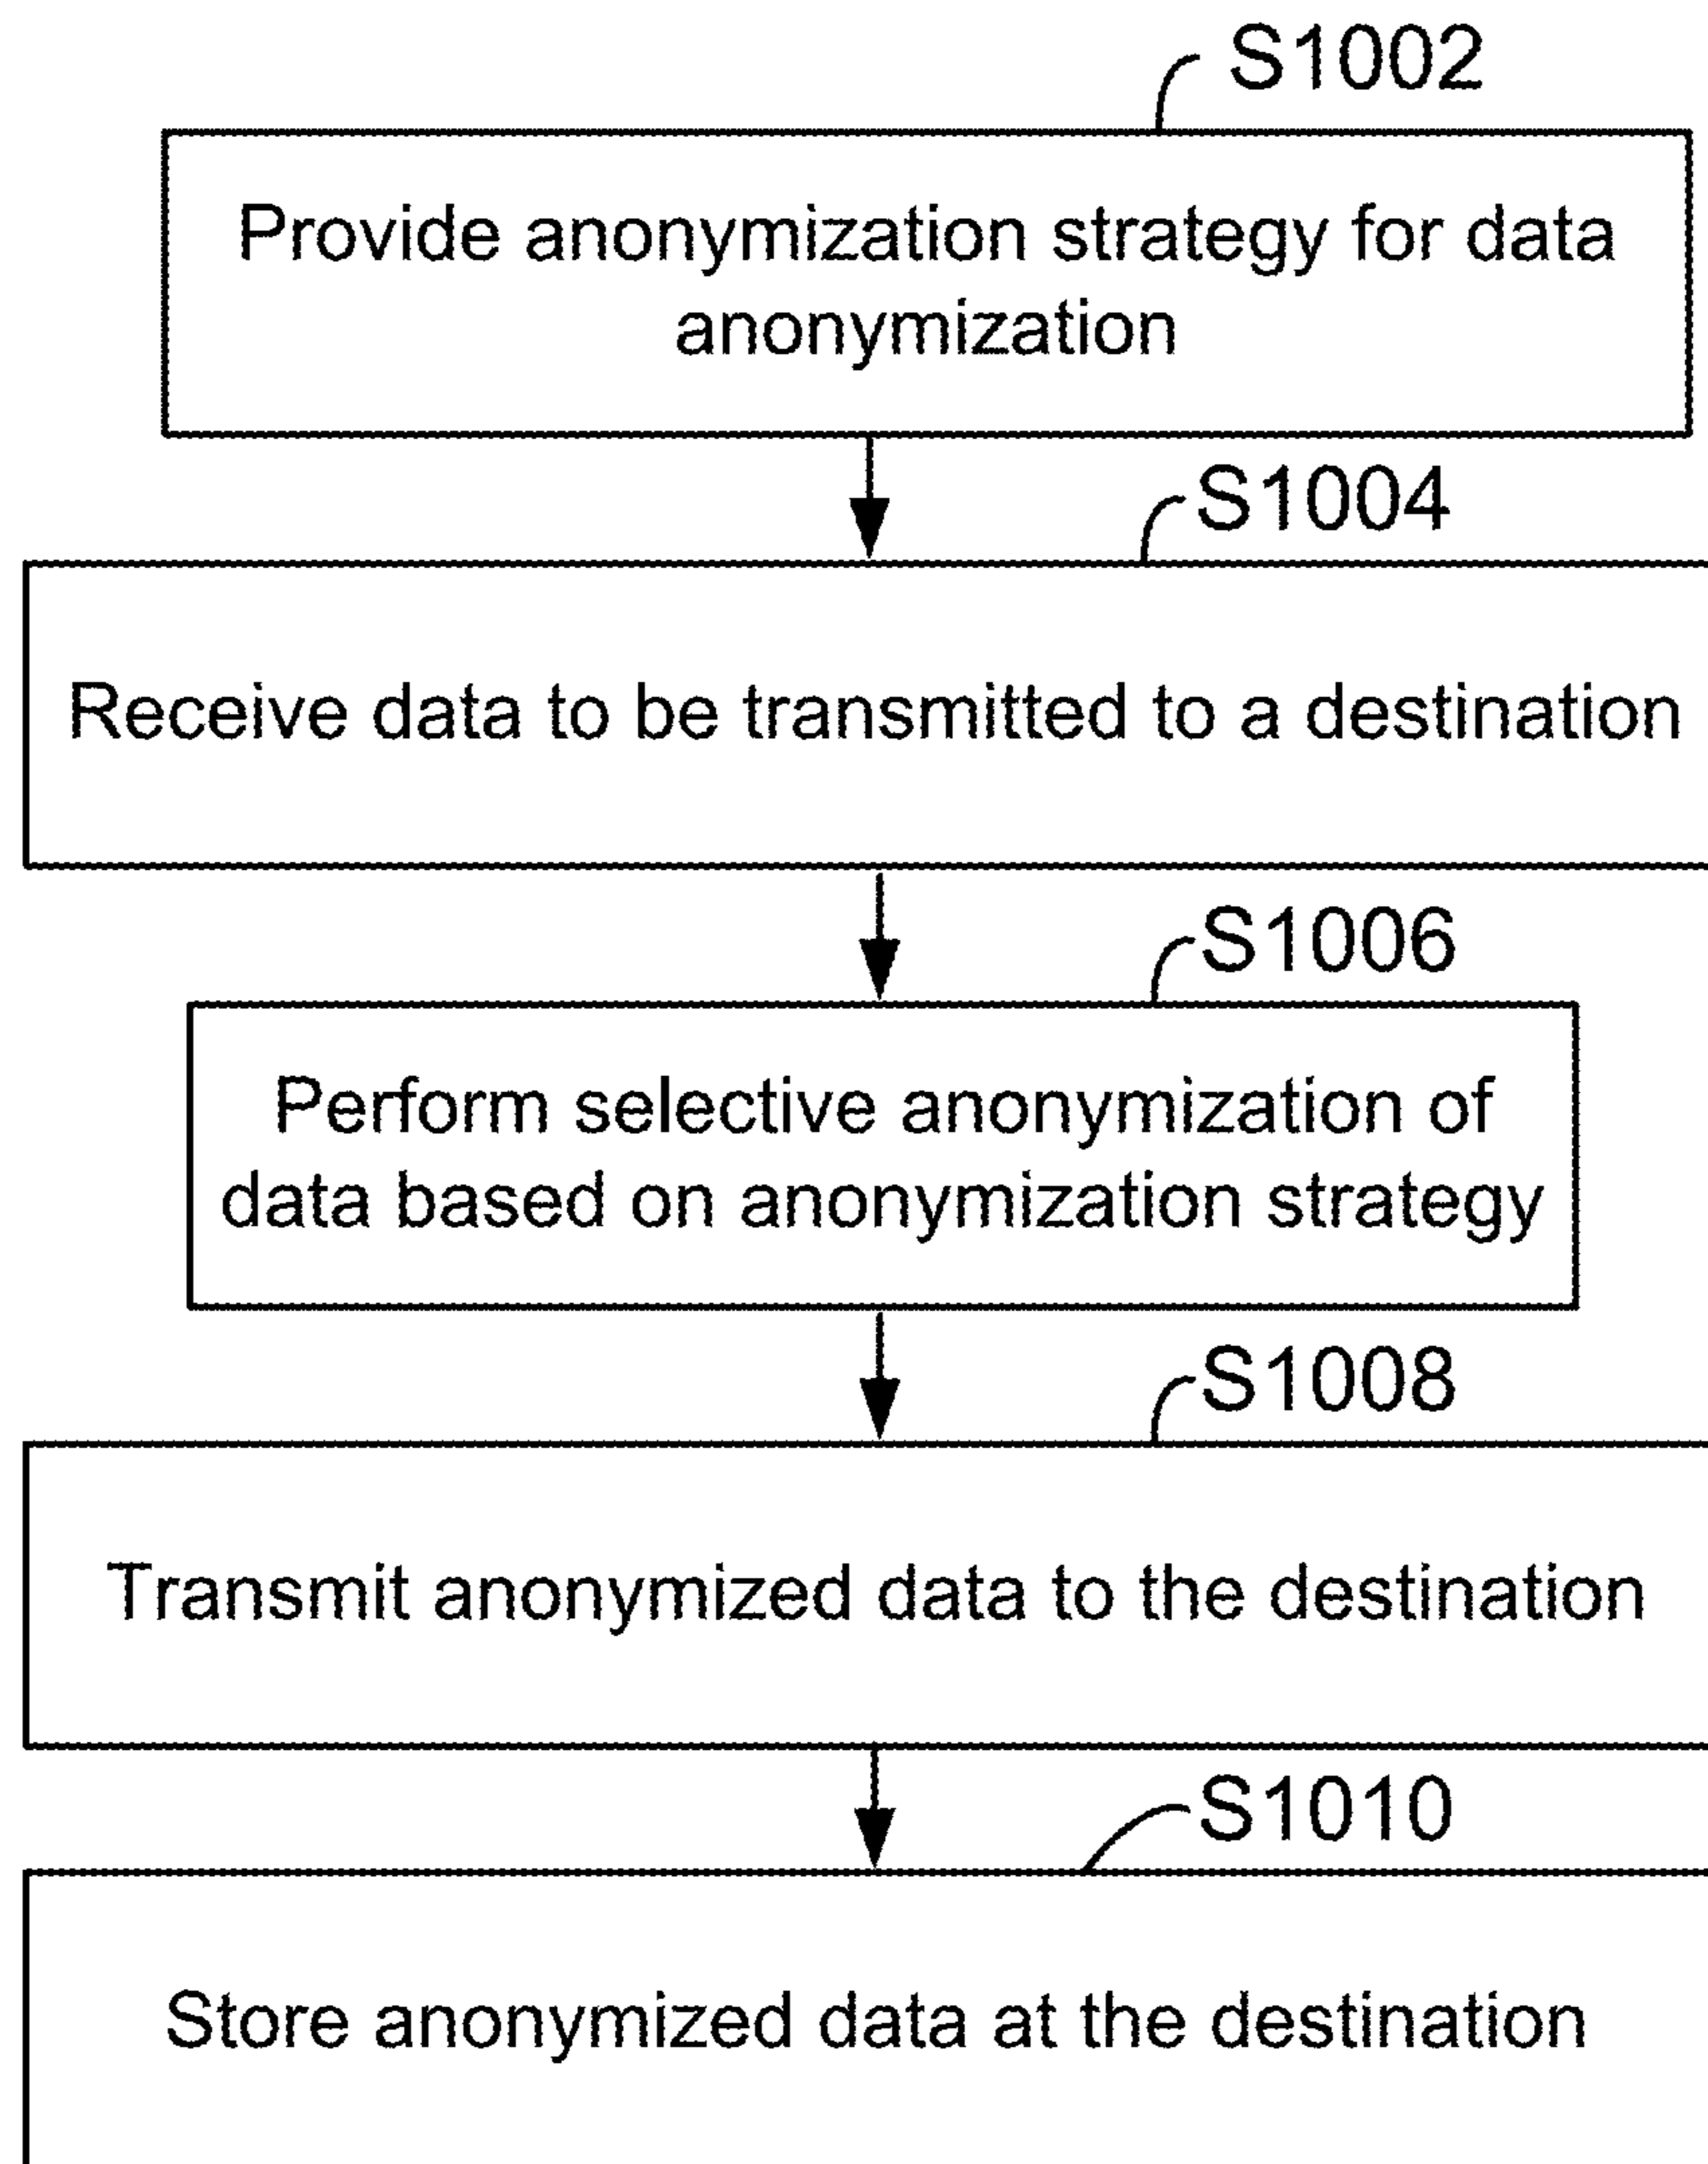 S1002
Provide anonymization strategy for data
anonymization
S1004
Receive data to be transmitted to a destination
S1006
Perform selective anonymization of
data based on anonymization strategy
S1008
Transmit anonymized data to the destination
S1010
Store anonymized data at the destination